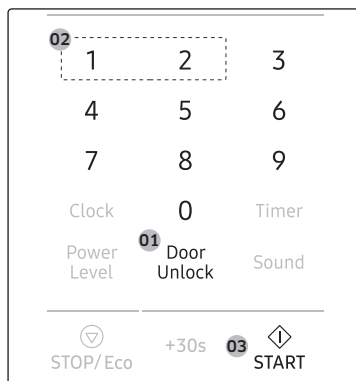 02
1 2 3
4 5 6
7 8 9
Clock 0 Timer
01
Power Level Door Unlock Sound
STOP/Eco +30s 03 START